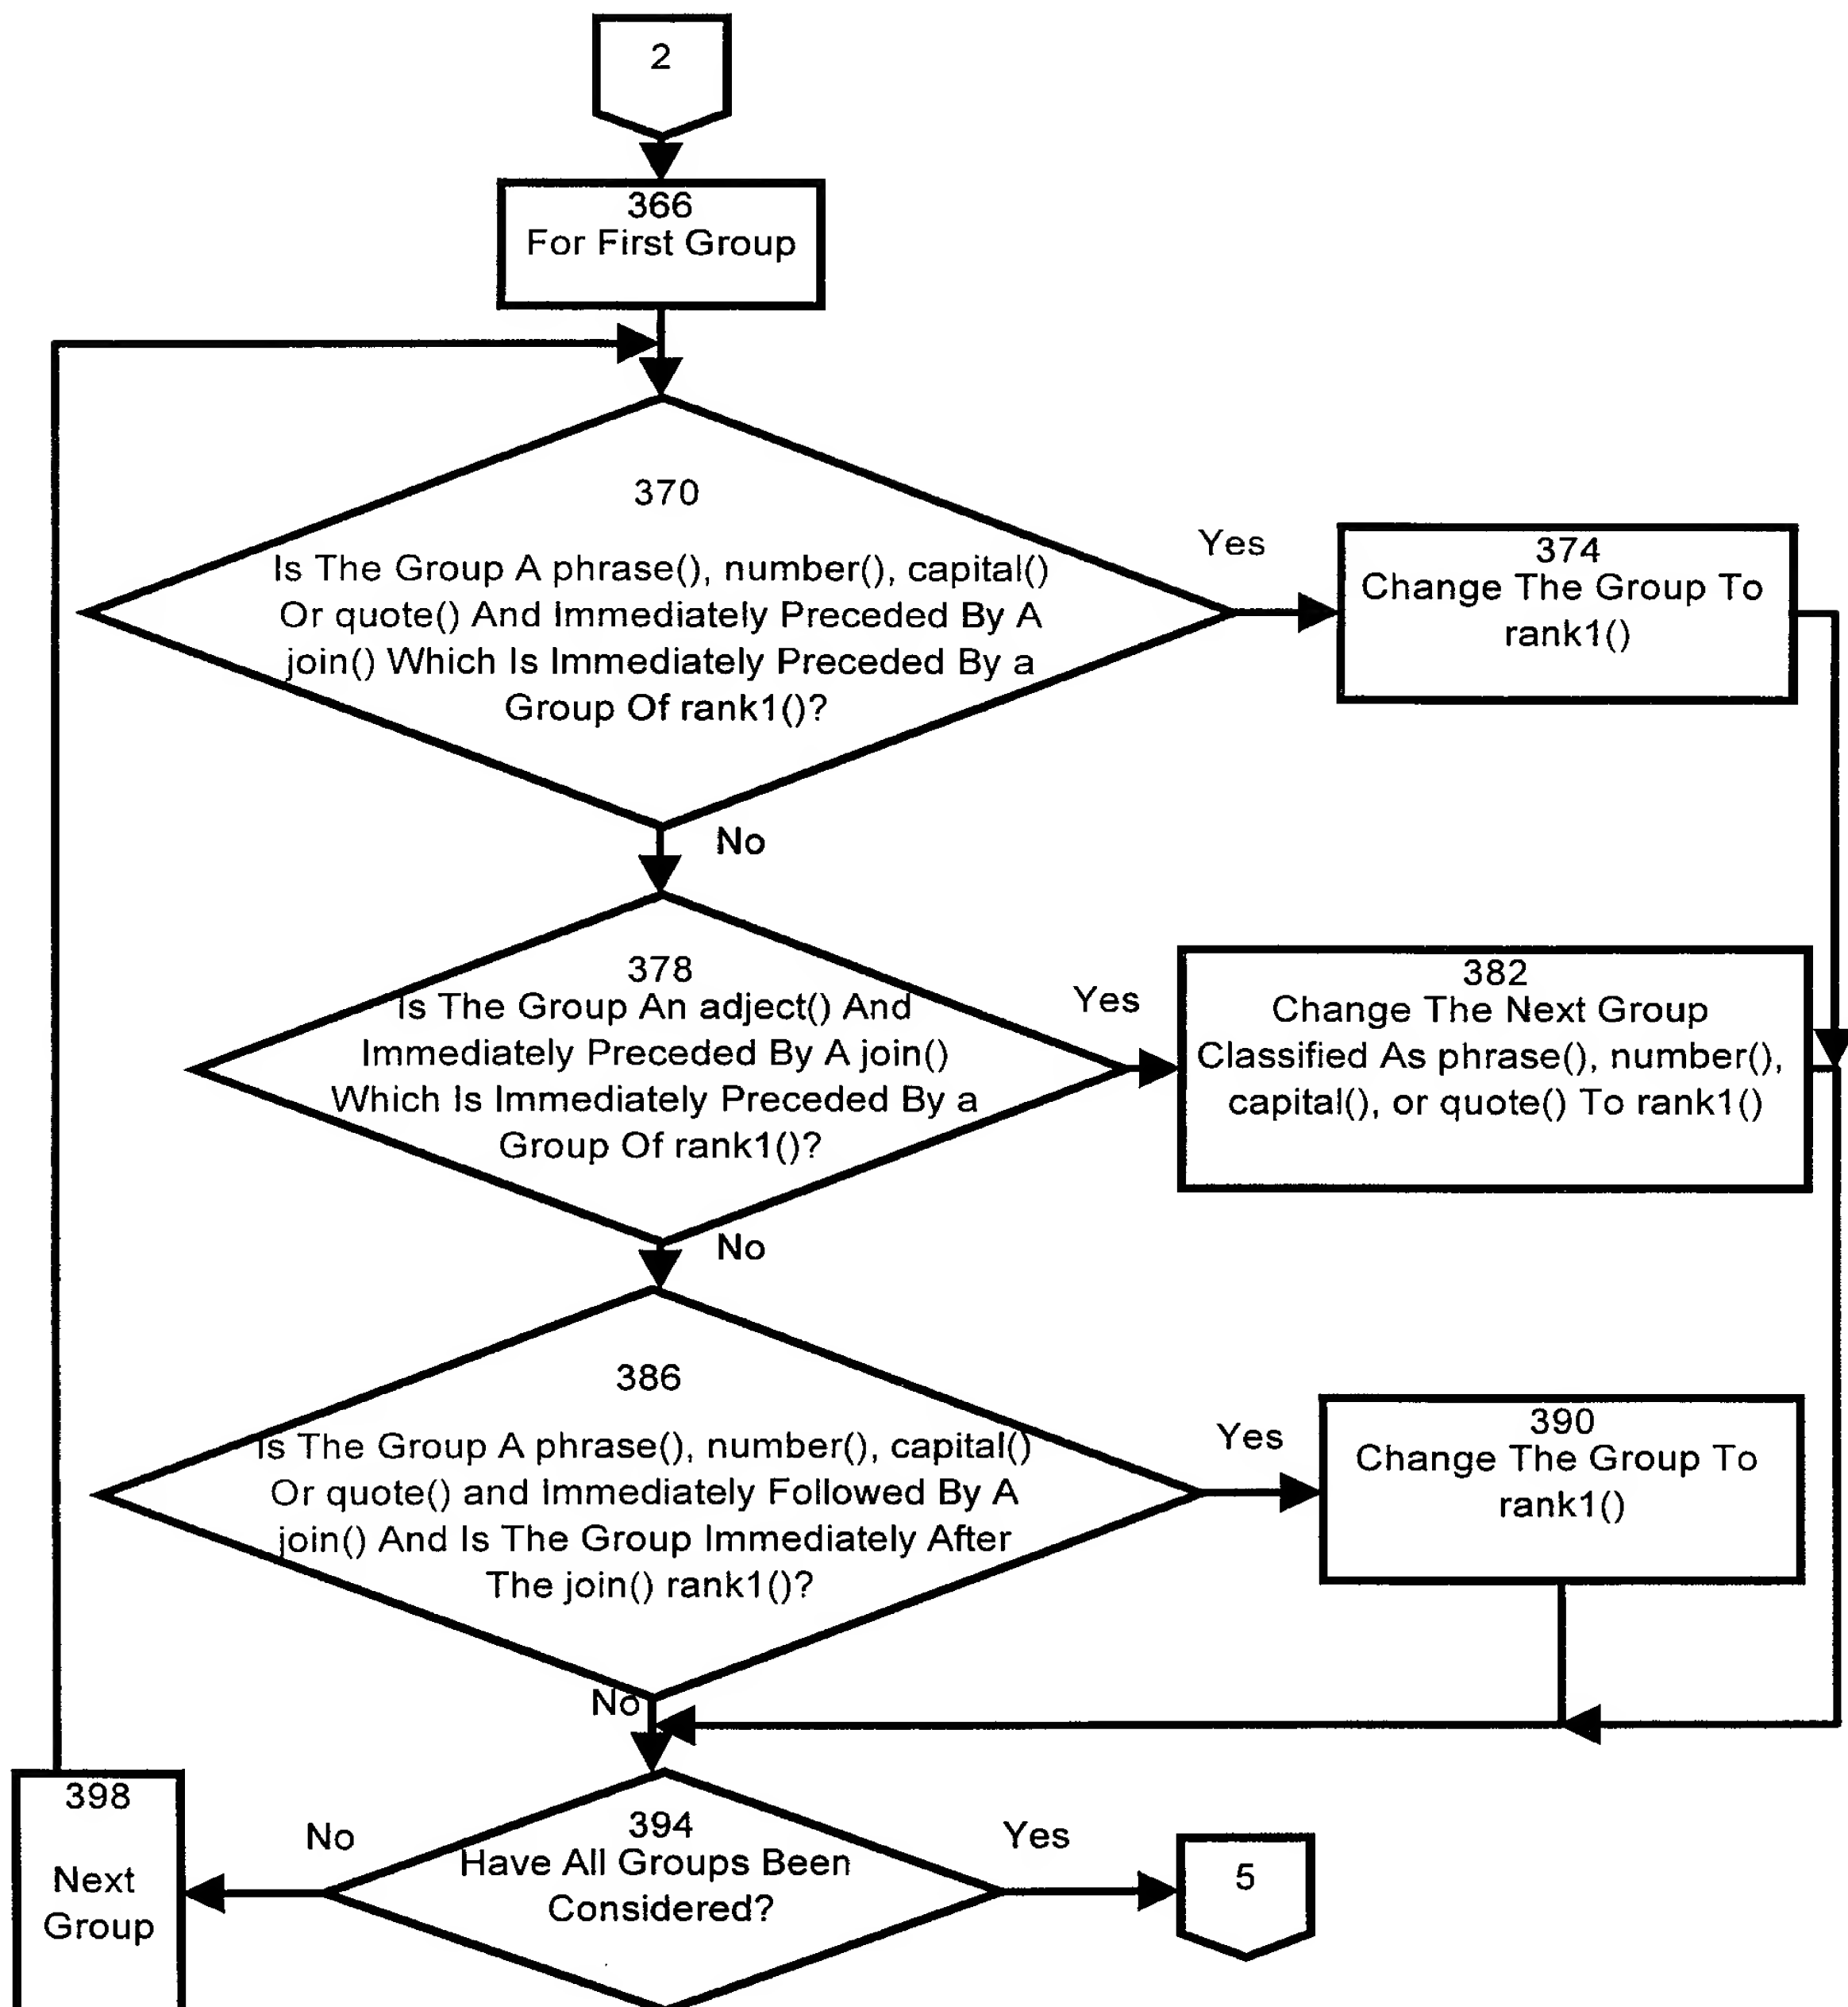 2
366
For First Group
370
Is The Group A phrase(), number(), capital()
Or quote() And Immediately Preceded By A
join() Which Is Immediately Preceded By a
Group Of rank1()?
Yes
374
Change The Group To
rank1()
No
378
Is The Group An adject() And
Immediately Preceded By A join()
Which Is Immediately Preceded By a
Group Of rank1()?
Yes
382
Change The Next Group
Classified As phrase(), number(),
capital(), or quote() To rank1()
No
386
Is The Group A phrase(), number(), capital()
Or quote() and Immediately Followed By A
join() And Is The Group Immediately After
The join() rank1()?
Yes
390
Change The Group To
rank1()
No
394
Have All Groups Been
Considered?
No
398
Next
Group
Yes
5